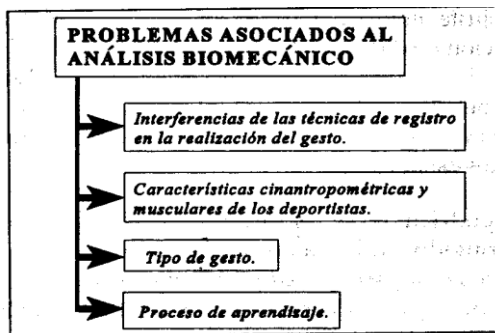 PROBLEMAS ASOCIADOS AL
ANÁLISIS BIOMECÁNICO
Interferencias de las técnicas de registro
en la realización del gesto.
Características cinantropométricas y
musculares de los deportistas.
Tipo de gesto.
Proceso de aprendisaje.